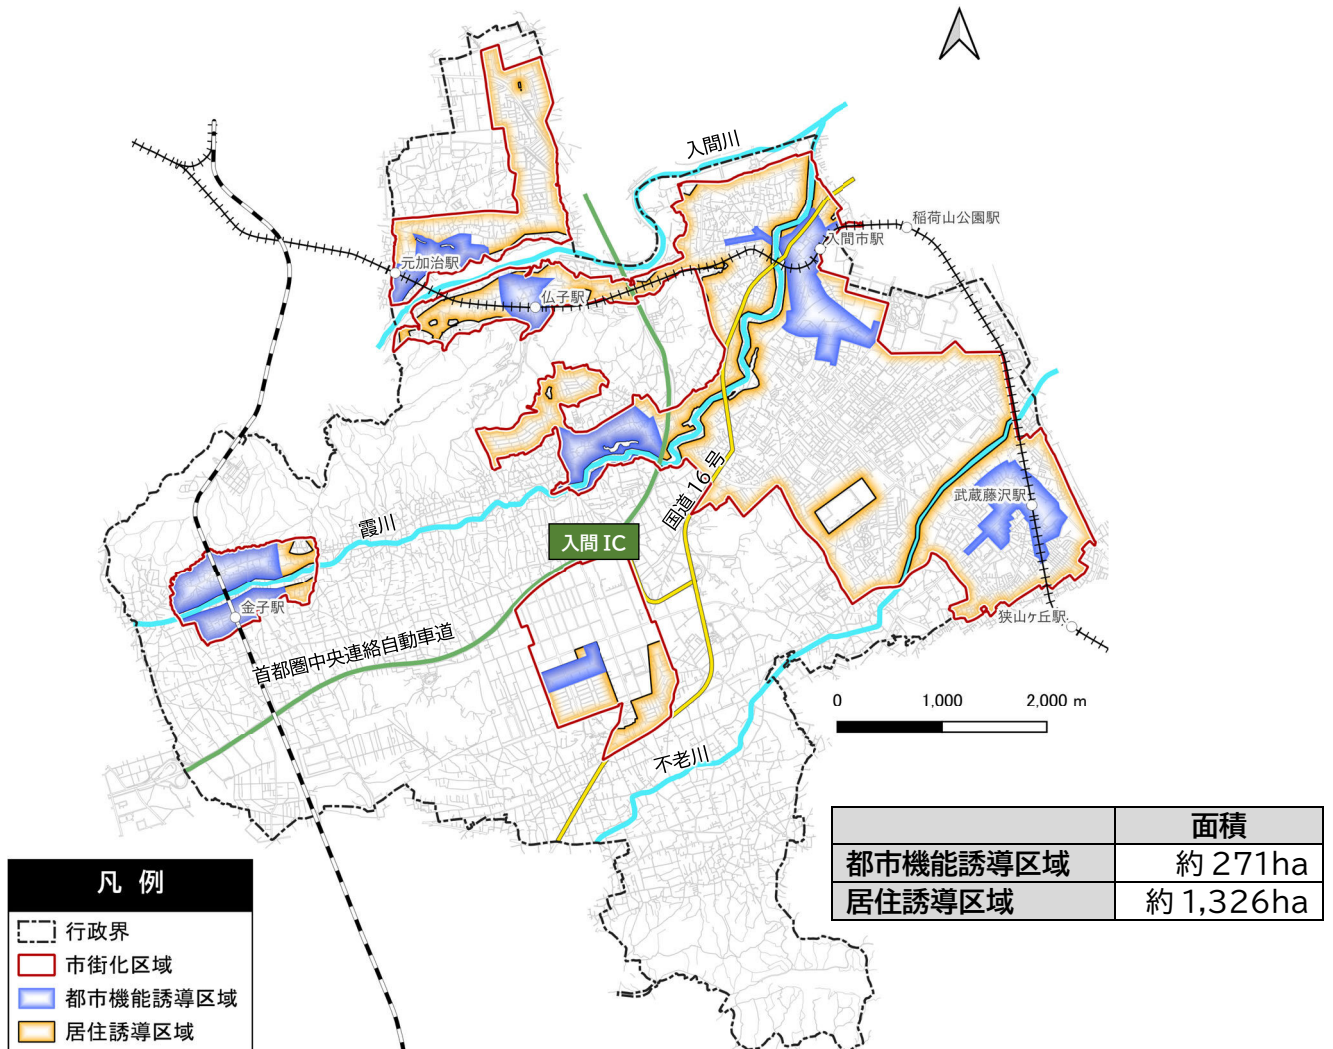 入間川
稲荷山公園駅
入間市駅
元加治駅
仏子駅
国道16号
武蔵藤沢駅
霞川
入間IC
金子駅
狭山ヶ丘駅
首都圏中央連絡自動車道
0 1,000 2,000 m
不老川
面積
都市機能誘導区域 約271ha
居住誘導区域 約1,326ha
凡 例
行政界
市街化区域
都市機能誘導区域
居住誘導区域